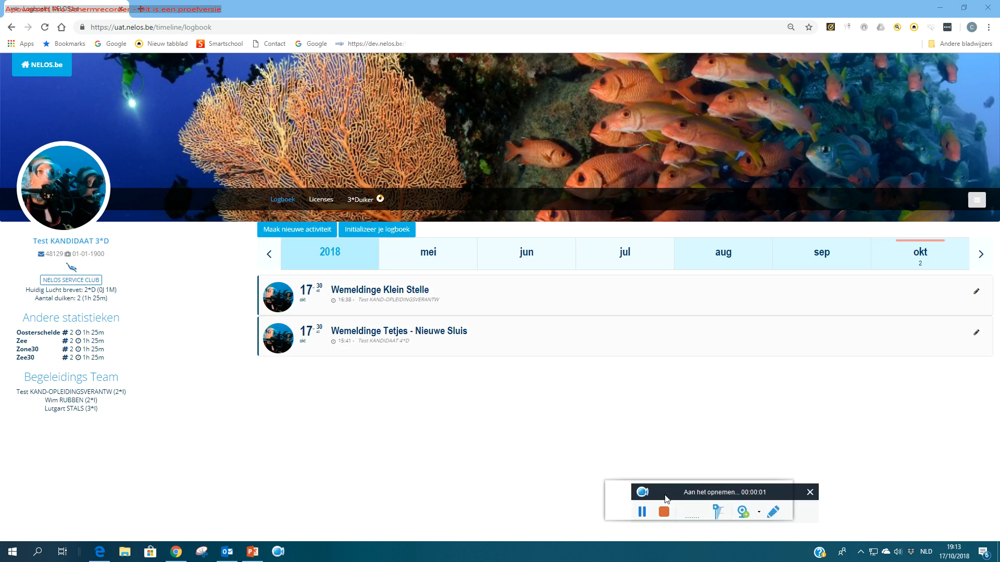 Apowersoft Pro Schermrecorder - Dit is een proefversie
https://uat.nelos.be/timeline/logbook
C
Apps Bookmarks Google Nieuw tabblad Smartschool Contact Google https://dev.nelos.be/ Andere bladwijzers
NELOS.be
Logboek Licenses 3*Duiker
Maak nieuwe activiteit Initializeer je logboek
Test KANDIDAAT 3*D
48129 01-01-1900
NELOS SERVICE CLUB
Huidig Lucht brevet: 2*D (0J 1M)
Aantal duiken: 2 (1h 25m)
Andere statistieken
Oosterschelde # 2 1h 25m
Zee # 2 1h 25m
Zone30 # 2 1h 25m
Zee30 # 2 1h 25m
Begeleidings Team
Test KAND-OPLEIDINGSVERANTW (2*I)
Wim RUBBEN (2*I)
Lutgart STALS (3*I)
2018 mei jun jul aug sep okt
2
17 30 45 okt
Wemeldinge Klein Stelle
16:38 - Test KAND-OPLEIDINGSVERANTW
17 30 40 okt
Wemeldinge Tetjes - Nieuwe Sluis
15:41 - Test KANDIDAAT 4*D
Aan het opnemen... 00:00:01
NLD
19:13
17/10/2018
6